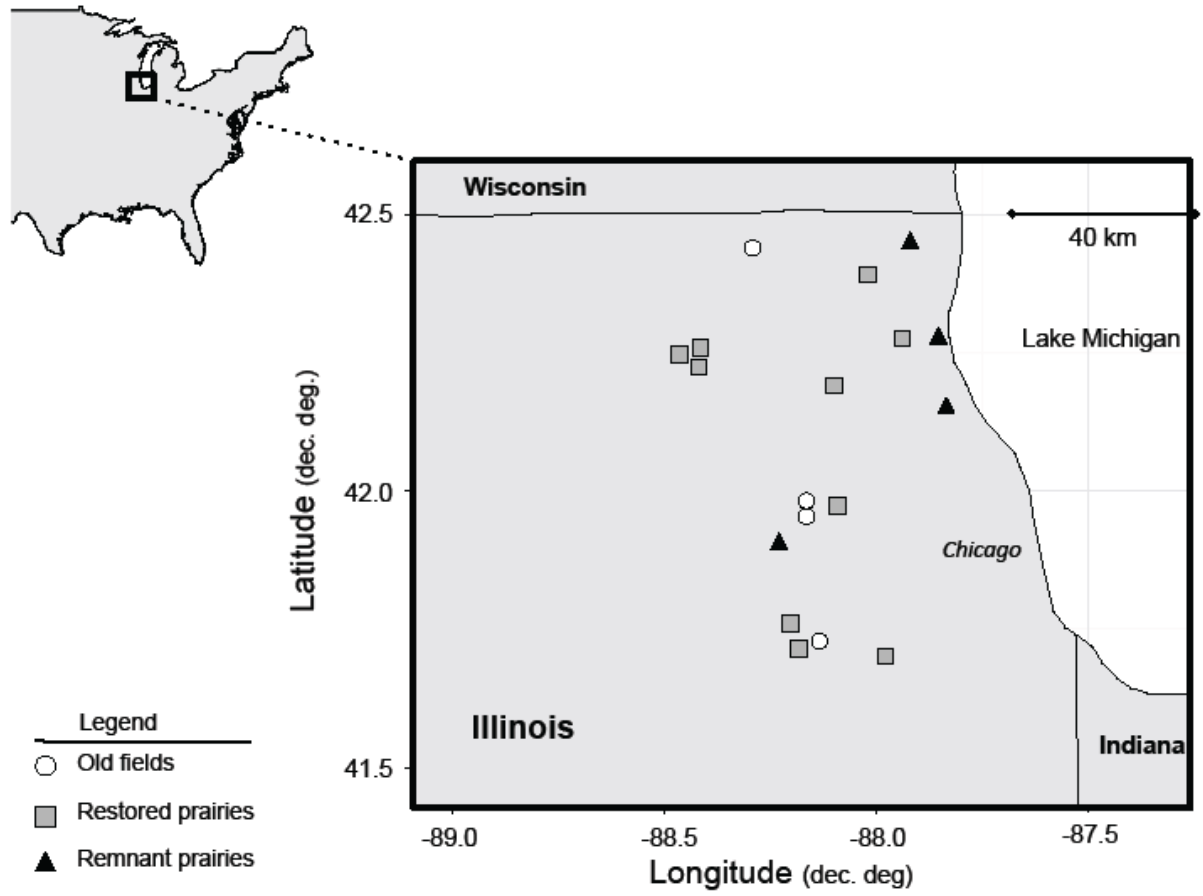 Wisconsin
42.5
40 km
Lake Michigan
42.0
Chicago
Latitude (dec. deg.)
Illinois
Indiana
41.5
-89.0 -88.5 -88.0 -87.5
Longitude (dec. deg)
Legend
Old fields
Restored prairies
Remnant prairies